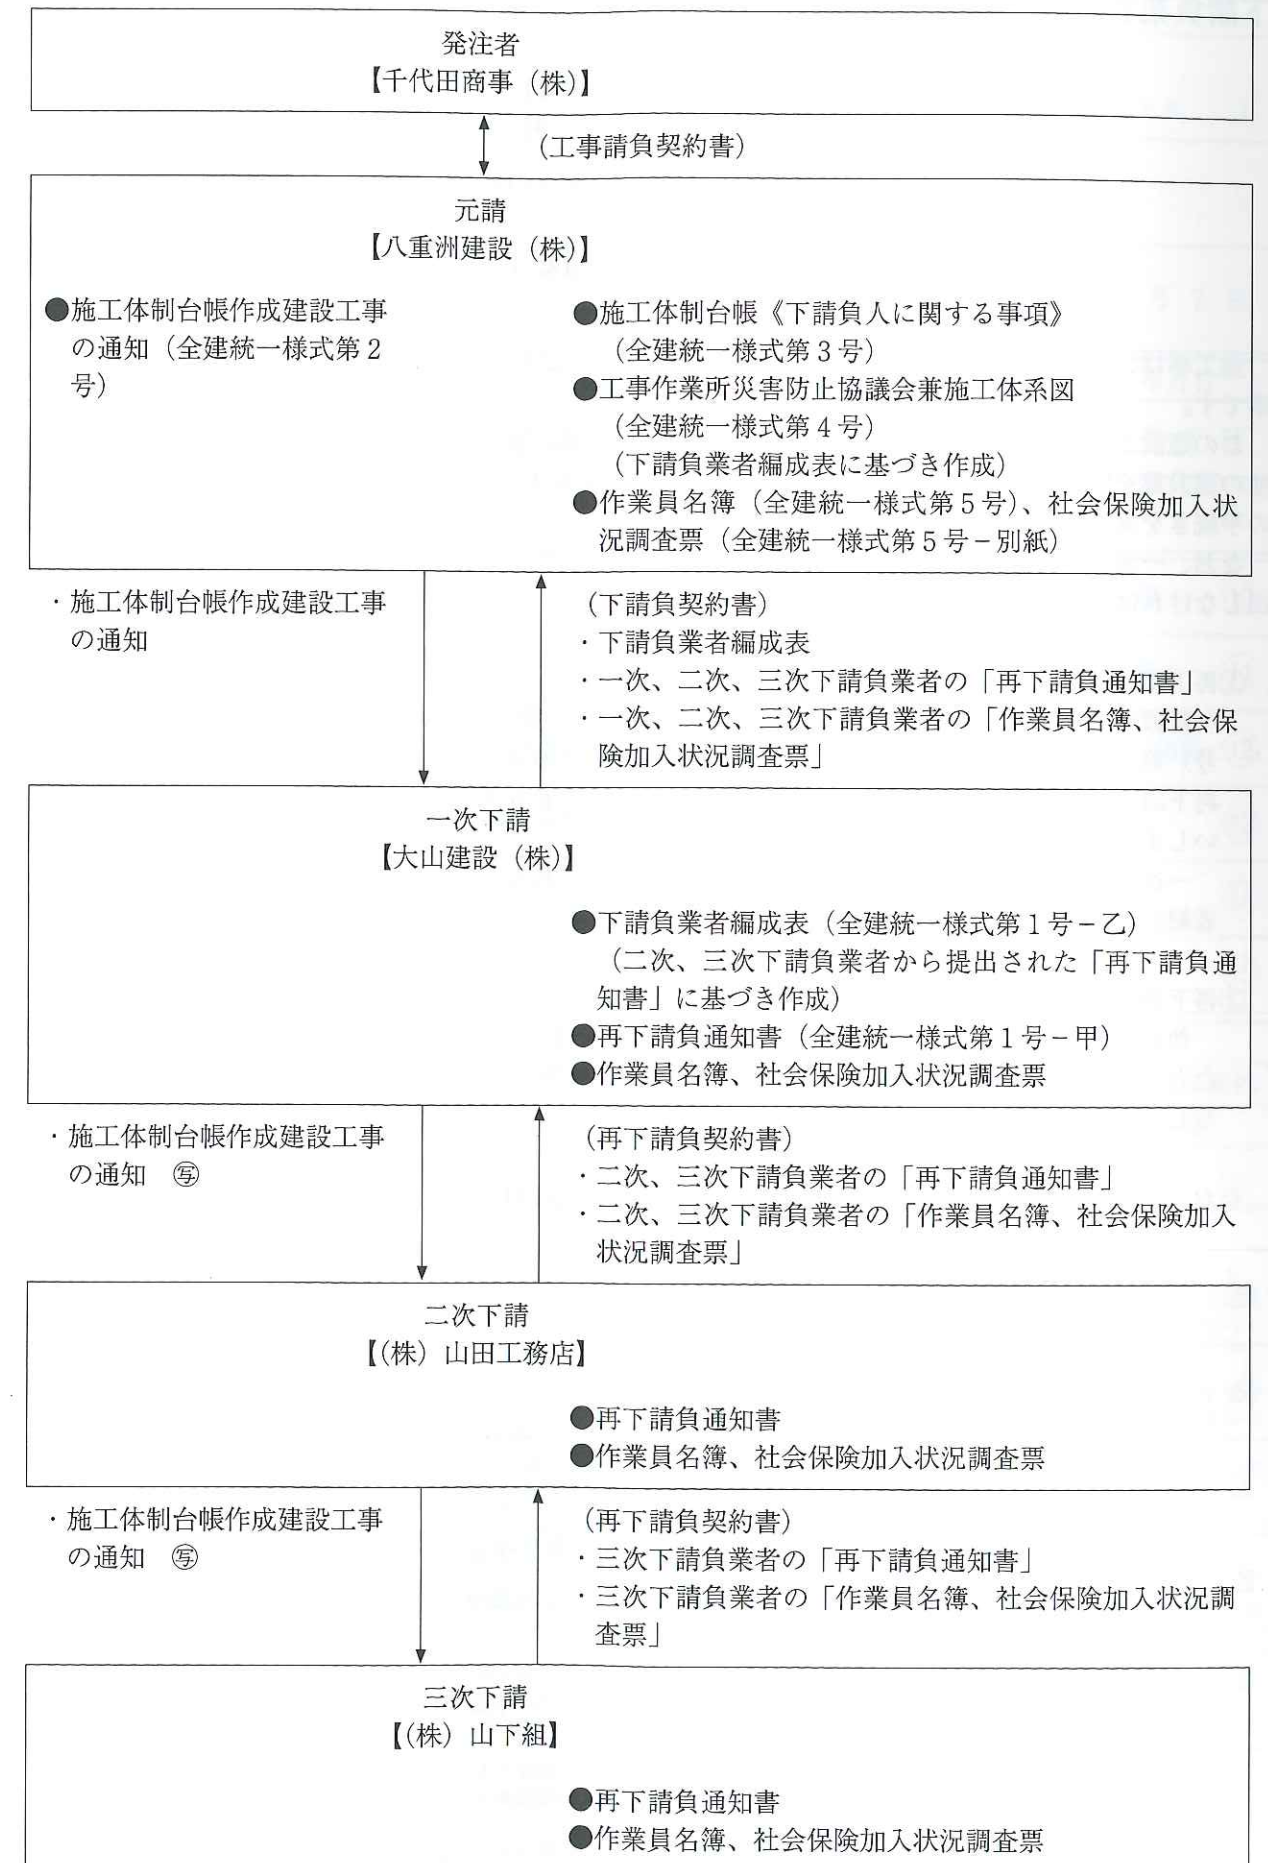 発注者
【千代田商事（株）】
（工事請負契約書）
元請
【八重洲建設（株）】
●施工体制台帳作成建設工事
の通知（全建統一様式第２
号）
●施工体制台帳《下請負人に関する事項》
（全建統一様式第３号）
●工事作業所災害防止協議会兼施工体系図
（全建統一様式第４号）
（下請負業者編成表に基づき作成）
●作業員名簿（全建統一様式第５号）、社会保険加入状
況調査票（全建統一様式第５号－別紙）
・施工体制台帳作成建設工事
の通知
（下請負契約書）
・下請負業者編成表
・一次、二次、三次下請負業者の「再下請負通知書」
・一次、二次、三次下請負業者の「作業員名簿、社会保
険加入状況調査票」
一次下請
【大山建設（株）】
●下請負業者編成表（全建統一様式第１号－乙）
（二次、三次下請負業者から提出された「再下請負通
知書」に基づき作成）
●再下請負通知書（全建統一様式第１号－甲）
●作業員名簿、社会保険加入状況調査票
・施工体制台帳作成建設工事
の通知　㊢
（再下請負契約書）
・二次、三次下請負業者の「再下請負通知書」
・二次、三次下請負業者の「作業員名簿、社会保険加入
状況調査票」
二次下請
【（株）山田工務店】
●再下請負通知書
●作業員名簿、社会保険加入状況調査票
・施工体制台帳作成建設工事
の通知　㊢
（再下請負契約書）
・三次下請負業者の「再下請負通知書」
・三次下請負業者の「作業員名簿、社会保険加入状況調
査票」
三次下請
【（株）山下組】
●再下請負通知書
●作業員名簿、社会保険加入状況調査票